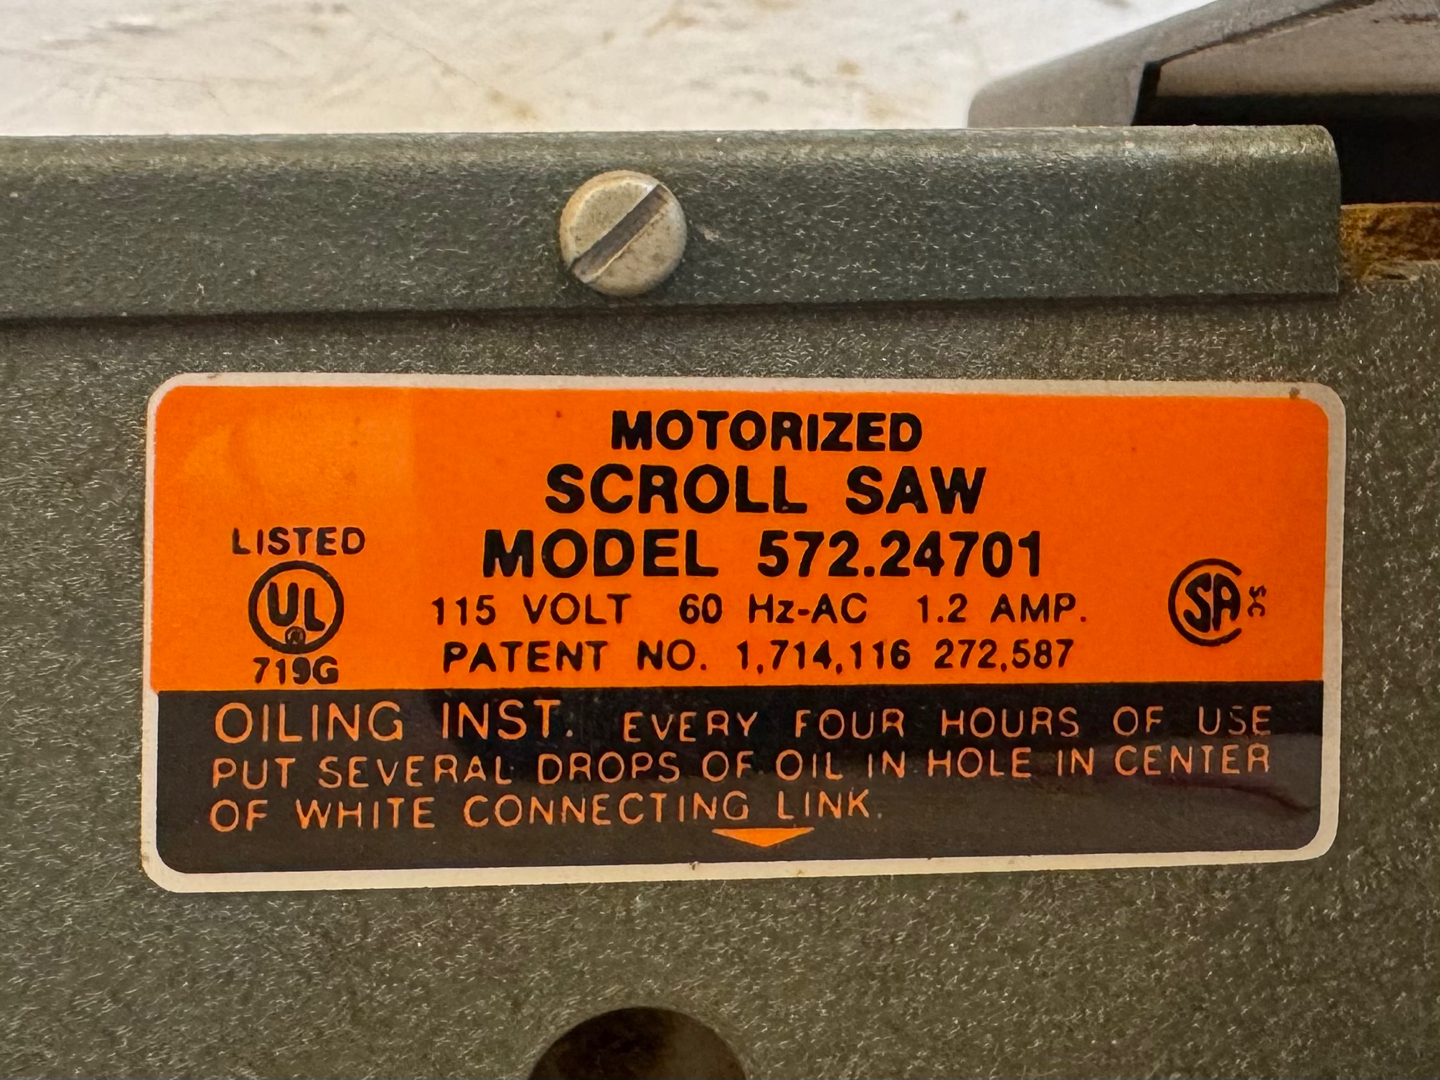 MOTORIZED
SCROLL SAW
MODEL 572.24701
115 VOLT 60 Hz-AC 1.2 AMP.
PATENT NO. 1,714,116 272,587
LISTED
UL
®
719G
SA
OILING INST. EVERY FOUR HOURS OF USE
PUT SEVERAL DROPS OF OIL IN HOLE IN CENTER
OF WHITE CONNECTING LINK.